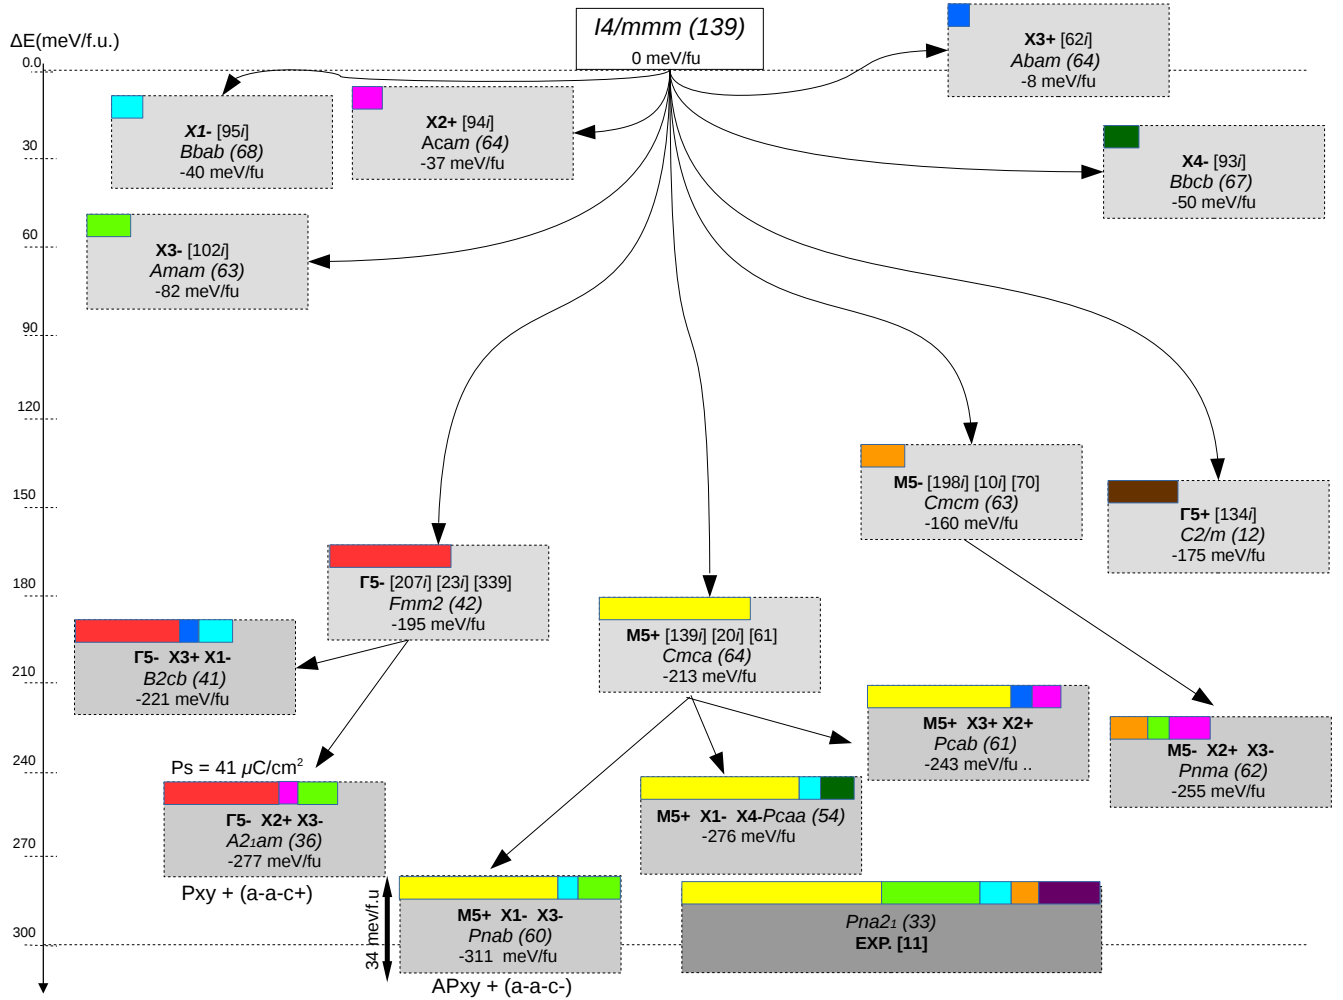 I4/mmm (139)
0 meV/fu
ΔE(meV/f.u.)
0.0
30
60
90
120
150
180
210
240
270
300
X3+ [62i]
Abam (64)
-8 meV/fu
X1- [95i]
Bbab (68)
-40 meV/fu
X2+ [94i]
Acam (64)
-37 meV/fu
X4- [93i]
Bbcb (67)
-50 meV/fu
X3- [102i]
Amam (63)
-82 meV/fu
M5- [198i] [10i] [70]
Cmcm (63)
-160 meV/fu
Γ5+ [134i]
C2/m (12)
-175 meV/fu
Γ5- [207i] [23i] [339]
Fmm2 (42)
-195 meV/fu
M5+ [139i] [20i] [61]
Cmca (64)
-213 meV/fu
Γ5- X3+ X1-
B2cb (41)
-221 meV/fu
M5+ X3+ X2+
Pcab (61)
-243 meV/fu ..
M5- X2+ X3-
Pnma (62)
-255 meV/fu
Ps = 41 μC/cm²
Γ5- X2+ X3-
A2₁am (36)
-277 meV/fu
Pxy + (a-a-c+)
M5+ X1- X4-Pcaa (54)
-276 meV/fu
34 mev/f.u
M5+ X1- X3-
Pnab (60)
-311 meV/fu
APxy + (a-a-c-)
Pna2₁ (33)
EXP. [11]